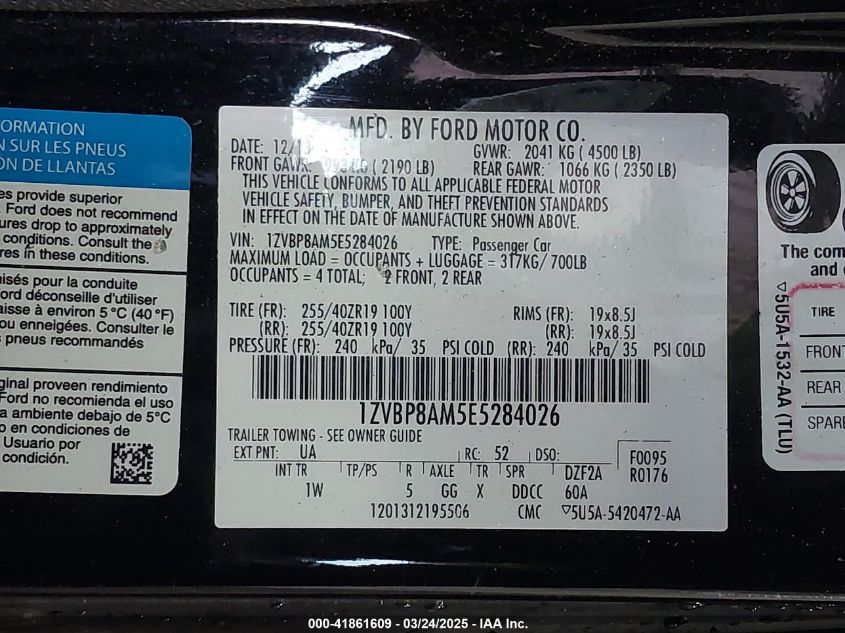 FORMATION
N SUR LES PNEUS
ÓN DE LLANTAS
es provide superior
Ford does not recommend
ures drop to approximately
conditions. Consult the
res in these conditions.
misés pour la conduite
ord déconseille d'utiliser
aisse à environ 5 °C (40 °F)
ou enneigées. Consulter le
s pneus recommandés
ginal proveen rendimiento
Ford no recomienda el uso
a ambiente debajo de 5°C
o en condiciones de
Usuario por
condición.
MFD. BY FORD MOTOR CO.
DATE: 12/13 GVWR: 2041 KG ( 4500 LB)
FRONT GAWR: 993 KG ( 2190 LB) REAR GAWR: 1066 KG ( 2350 LB)
THIS VEHICLE CONFORMS TO ALL APPLICABLE FEDERAL MOTOR
VEHICLE SAFETY, BUMPER, AND THEFT PREVENTION STANDARDS
IN EFFECT ON THE DATE OF MANUFACTURE SHOWN ABOVE.
VIN: 1ZVBP8AM5E5284026 TYPE: Passenger Car
MAXIMUM LOAD = OCCUPANTS + LUGGAGE = 317KG/700LB
OCCUPANTS = 4 TOTAL; 2 FRONT, 2 REAR
TIRE (FR): 255/40ZR19 100Y RIMS (FR): 19x8.5J
(RR): 255/40ZR19 100Y (RR): 19x8.5J
PRESSURE (FR): 240 kPa/ 35 PSI COLD (RR): 240 kPa/ 35 PSI COLD
1ZVBP8AM5E5284026
TRAILER TOWING - SEE OWNER GUIDE
EXT PNT: UA RC: 52 DSO: F0095
INT TR TP/PS R AXLE TR SPR DZF2A R0176
1W 5 GG X DDCC 60A
1201312195506 CMC ▽5U5A-5420472-AA
The com
and c
▽5U5A-1532-AA (TLU)
TIRE
FRONT
REAR
SPARE
000-41861609 - 03/24/2025 - IAA Inc.